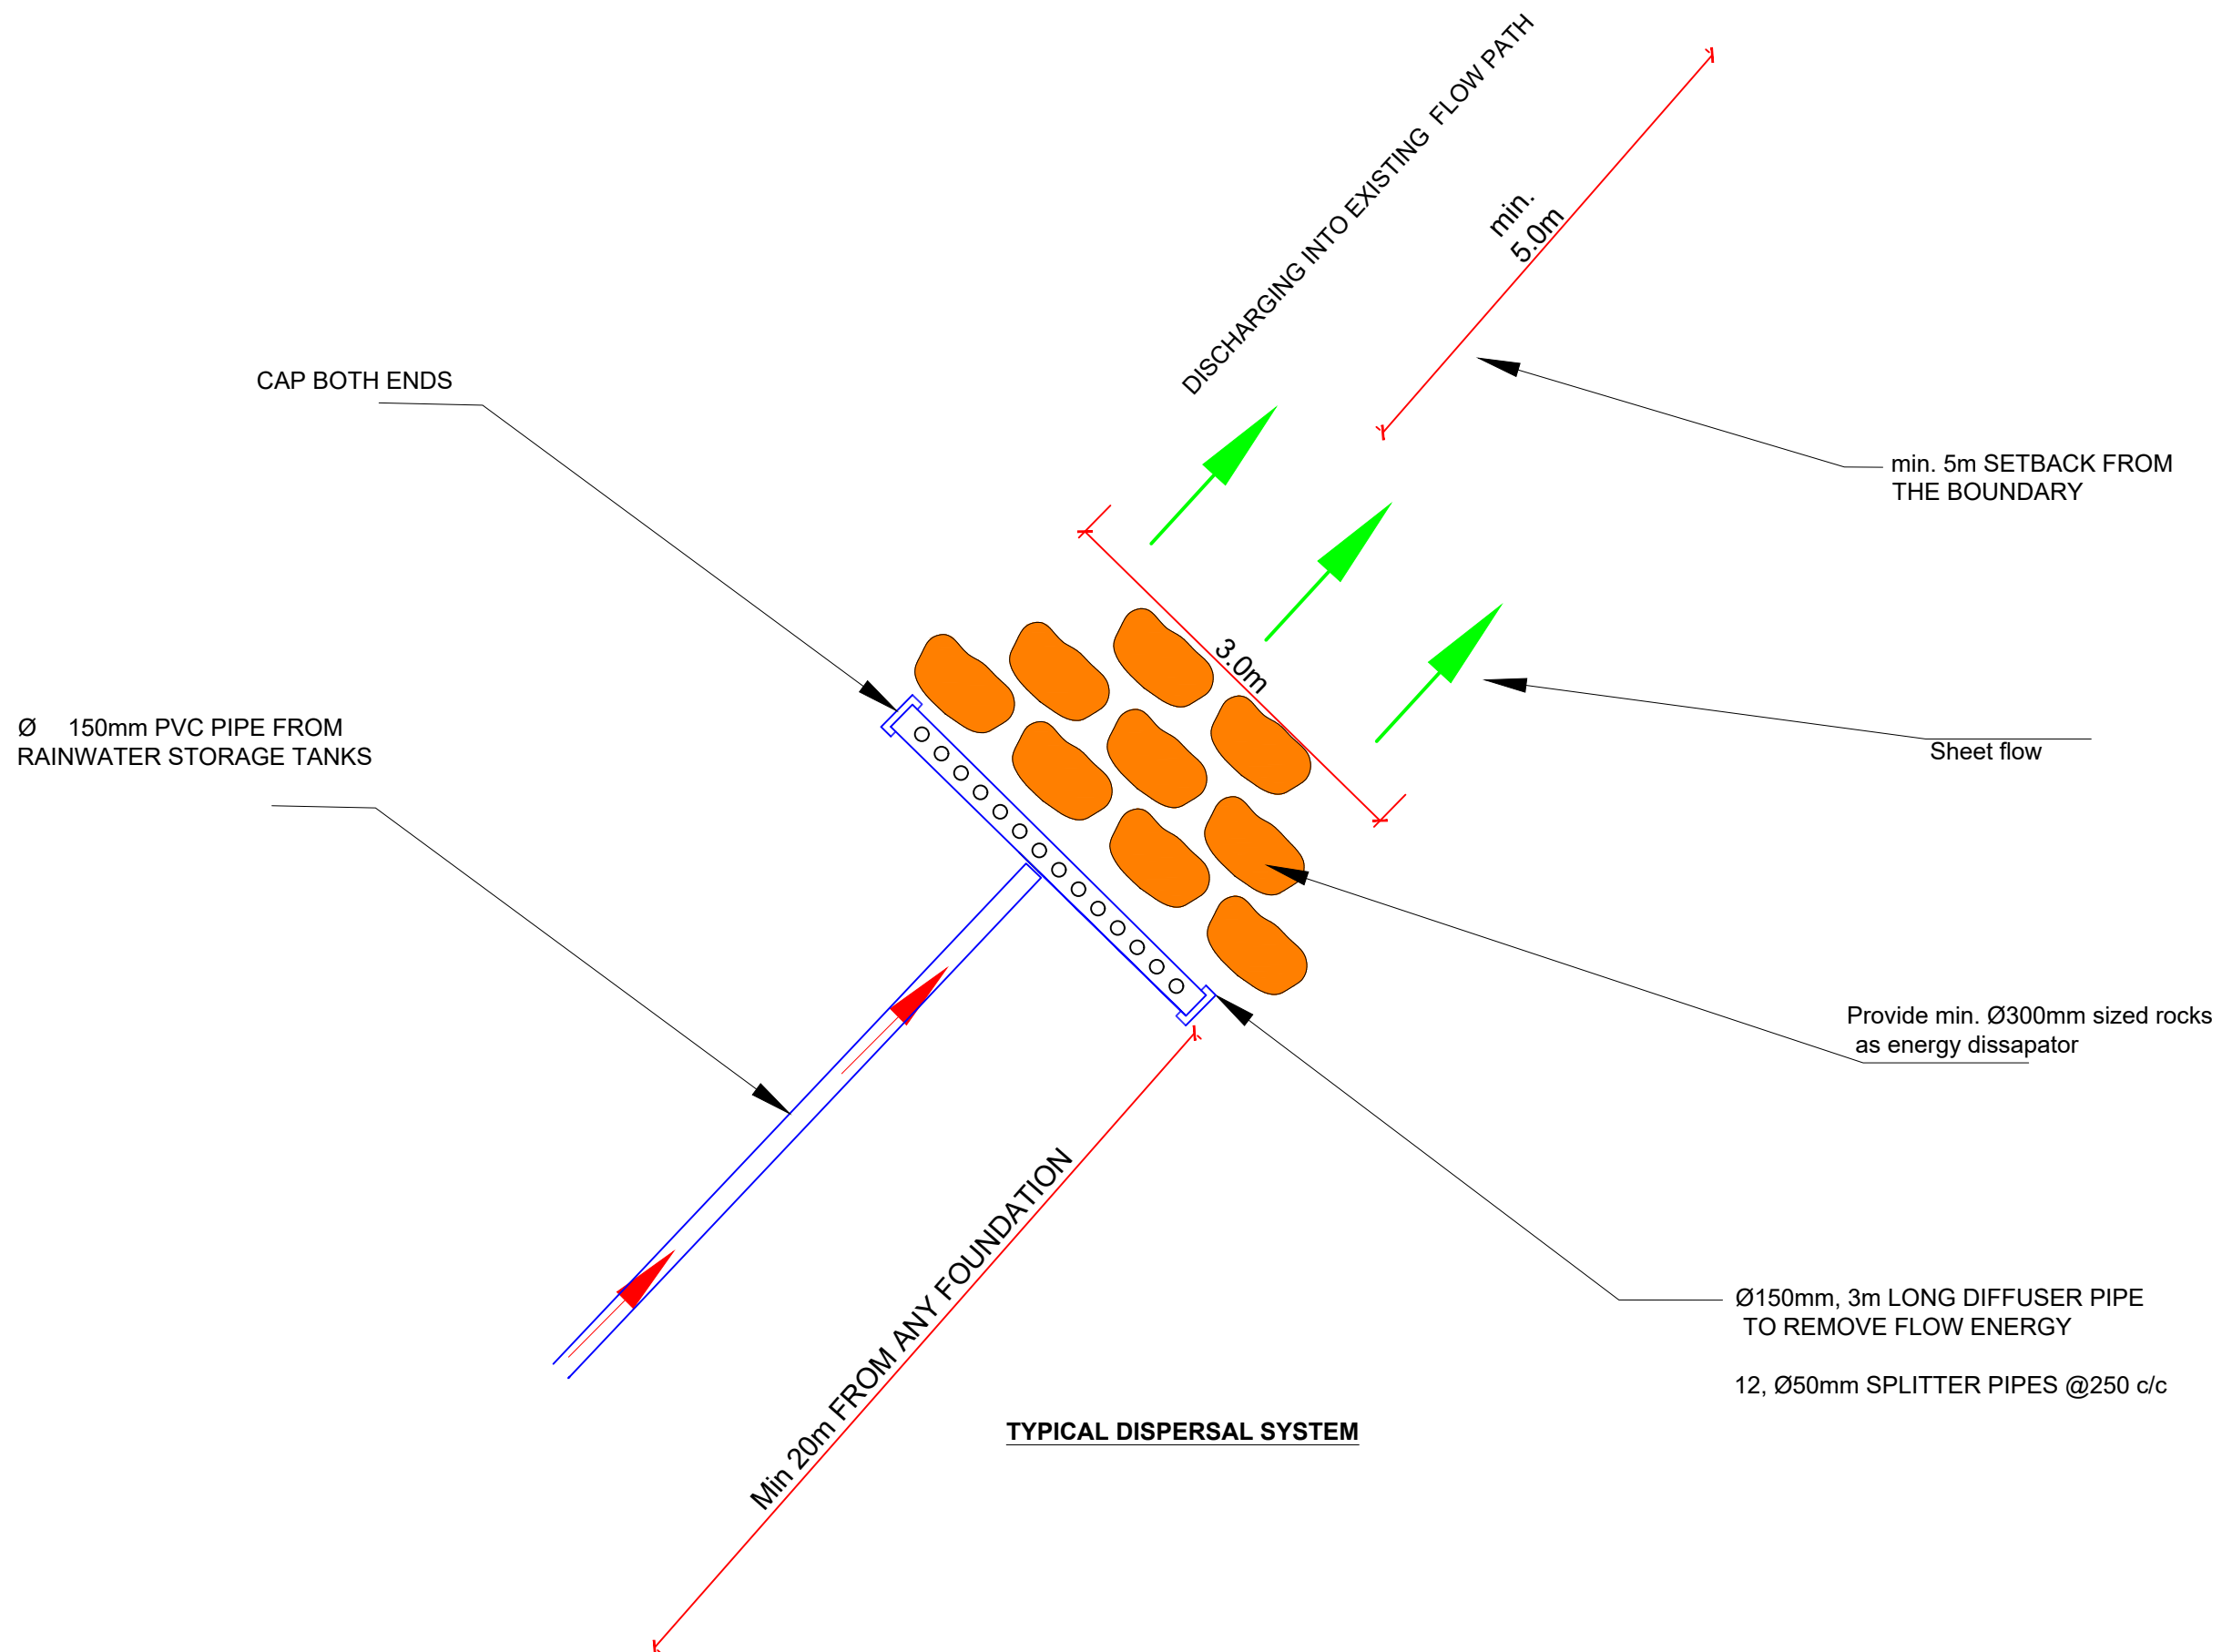 DISCHARGING INTO EXISTING FLOW PATH
min.
5.0m
CAP BOTH ENDS
min. 5m SETBACK FROM
THE BOUNDARY
3.0m
Ø 150mm PVC PIPE FROM
RAINWATER STORAGE TANKS
Sheet flow
Provide min. Ø300mm sized rocks
as energy dissapator
Min 20m FROM ANY FOUNDATION
Ø150mm, 3m LONG DIFFUSER PIPE
TO REMOVE FLOW ENERGY
12, Ø50mm SPLITTER PIPES @250 c/c
TYPICAL DISPERSAL SYSTEM